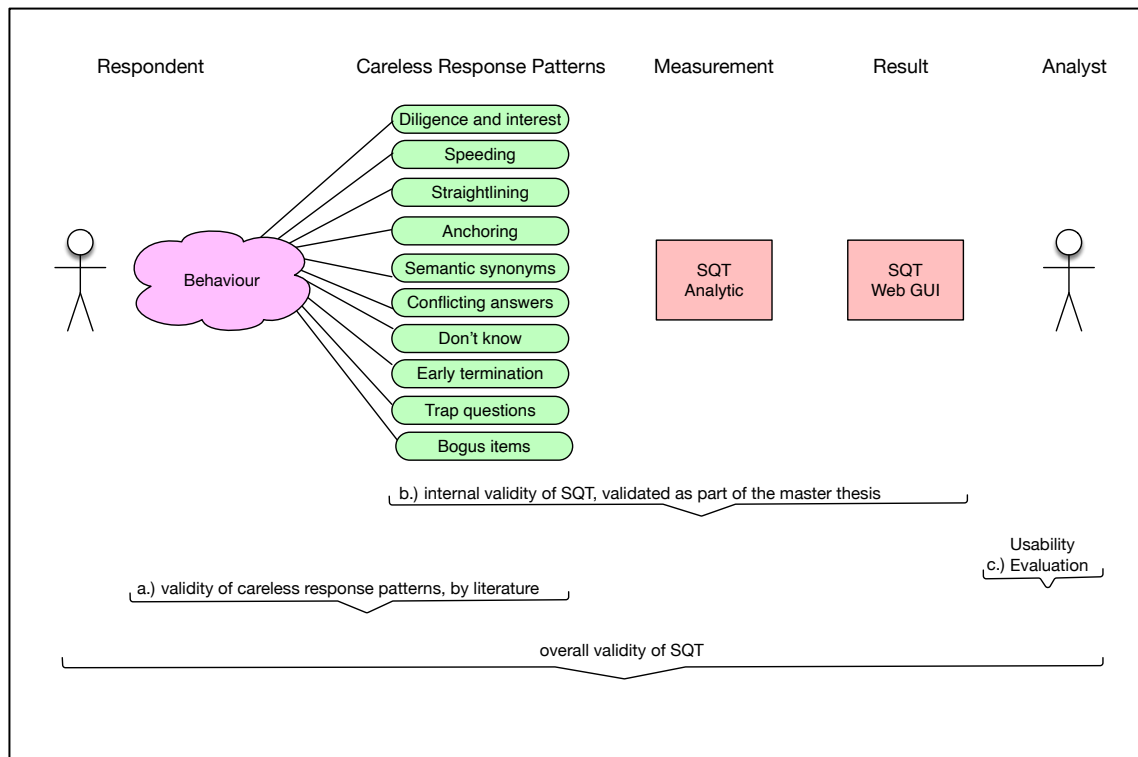 Respondent
Careless Response Patterns
Measurement
Result
Analyst
Diligence and interest
Speeding
Straightlining
Anchoring
Semantic synonyms
Conflicting answers
Don't know
Early termination
Trap questions
Bogus items
Behaviour
SQT
Analytic
SQT
Web GUI
b.) internal validity of SQT, validated as part of the master thesis
Usability
c.) Evaluation
a.) validity of careless response patterns, by literature
overall validity of SQT